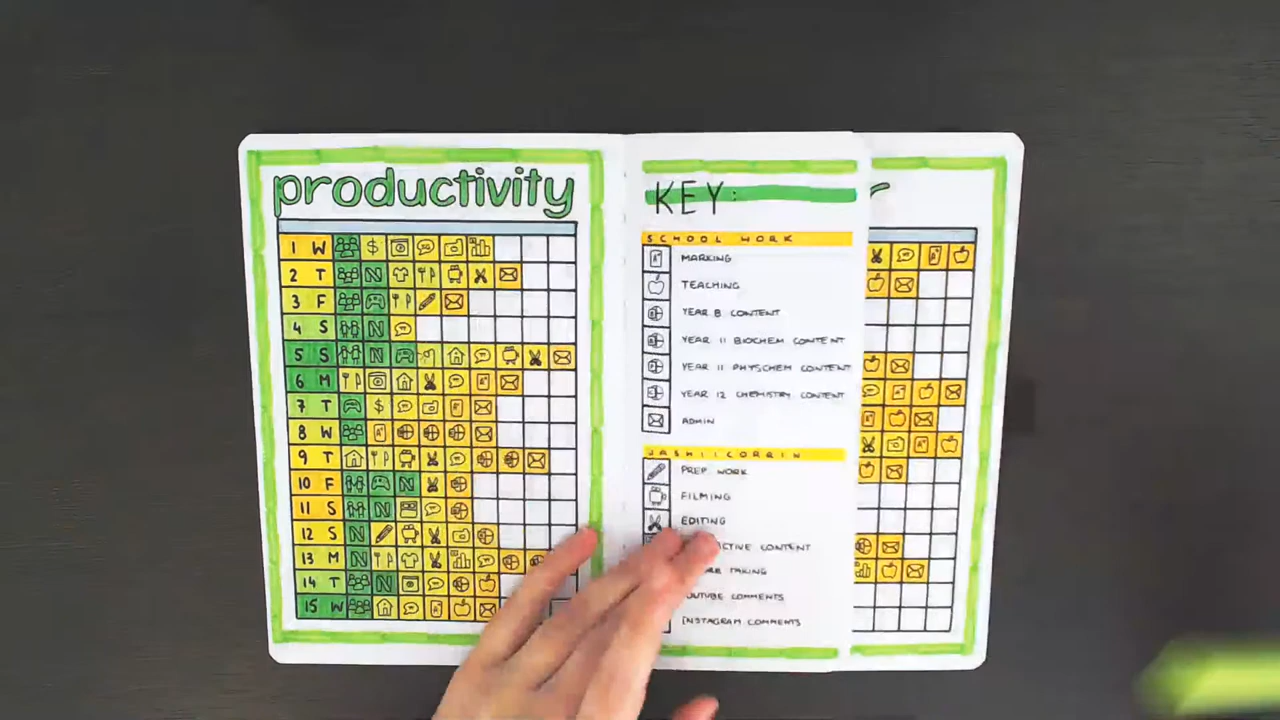 productivity
1 W
2 T
3 F
4 S
5 S
6 M
7 T
8 W
9 T
10 F
11 S
12 S
13 M
14 T
15 W
KEY:
SCHOOL WORK
MARKING
TEACHING
YEAR 8 CONTENT
YEAR 11 BIOCHEM CONTENT
YEAR 11 PHYSCHEM CONTENT
YEAR 12 CHEMISTRY CONTENT
ADMIN
JASHIICORRIN
PREP WORK
FILMING
EDITING
CONTENT
TAKING
COMMENTS
INSTAGRAM COMMENTS
r